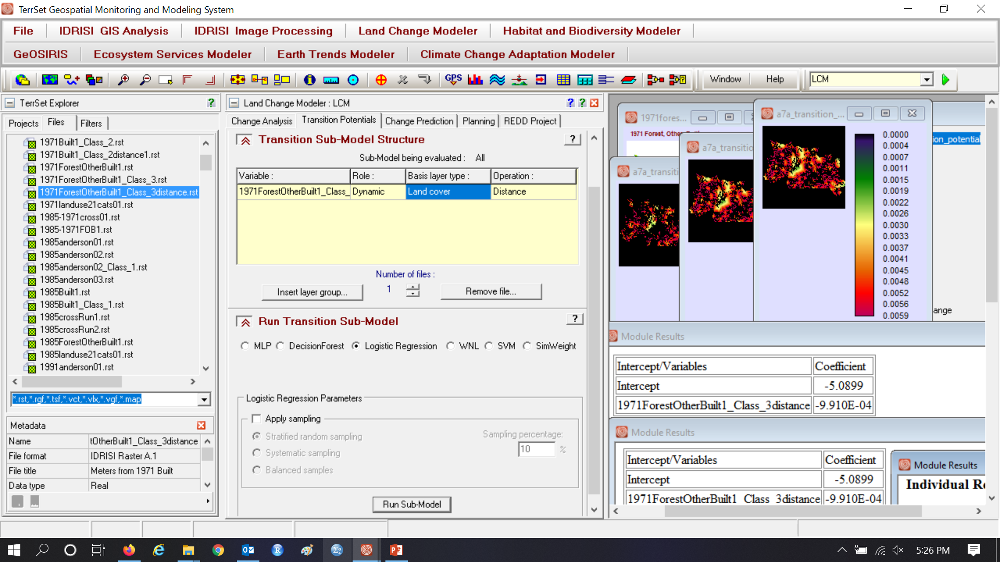 TerrSet Geospatial Monitoring and Modeling System
File IDRISI GIS Analysis IDRISI Image Processing Land Change Modeler Habitat and Biodiversity Modeler
GeOSIRIS Ecosystem Services Modeler Earth Trends Modeler Climate Change Adaptation Modeler
GPS Window Help LCM
TerrSet Explorer ?
Projects Files Filters
1971Built1_Class_2.rst
1971Built1_Class_2distance1.rst
1971ForestOtherBuilt1.rst
1971ForestOtherBuilt1_Class_3.rst
1971ForestOtherBuilt1_Class_3distance.rst
1971landuse21cats01.rst
1985-1971cross01.rst
1985-1971FOB1.rst
1985anderson01.rst
1985anderson02.rst
1985anderson02_Class_1.rst
1985anderson03.rst
1985Built1.rst
1985Built1_Class_1.rst
1985crossRun1.rst
1985crossRun2.rst
1985ForestOtherBuilt1.rst
1985landuse21cats01.rst
1991anderson01.rst
*.rst,*.rgf,*.tsf,*.vct,*.vlx,*.vgf,*.map
Metadata
Name tOtherBuilt1_Class_3distance
File format IDRISI Raster A.1
File title Meters from 1971 Built
Data type Real
Land Change Modeler : LCM ? ?
Change Analysis Transition Potentials Change Prediction Planning REDD Project
Transition Sub-Model Structure ?
Sub-Model being evaluated : All
Variable : Role : Basis layer type : Operation :
1971ForestOtherBuilt1_Class_ Dynamic Land cover Distance
Number of files :
Insert layer group... 1 Remove file...
Run Transition Sub-Model ?
MLP DecisionForest Logistic Regression WNL SVM SimWeight
Logistic Regression Parameters
Apply sampling
Stratified random sampling Sampling percentage:
10 %
Systematic sampling
Balanced samples
Run Sub-Model
1971fores...
1971 Forest, Other
a7a_transiti
a7a_transitio
a7a_transition_...
0.0000
0.0004
0.0007
0.0011
0.0015
0.0019
0.0022
0.0026
0.0030
0.0033
0.0037
0.0041
0.0045
0.0048
0.0052
0.0056
0.0059
ion_potential
ange
Module Results
Intercept/Variables Coefficient
Intercept -5.0899
1971ForestOtherBuilt1_Class_3distance -9.910E-04
Module Results
Intercept/Variables Coefficient
Intercept -5.0899
1971ForestOtherBuilt1_Class_3distance -9.910E-04
Module Results
Individual Re
5:26 PM